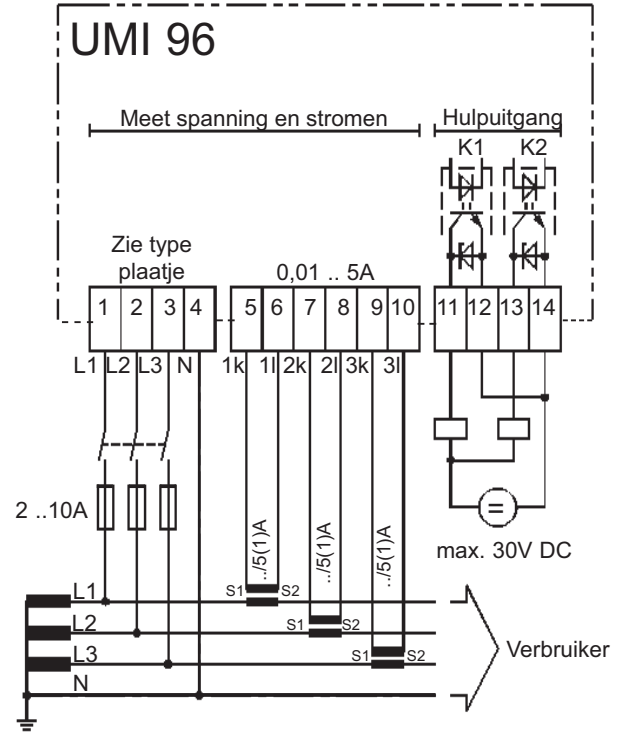 UMI 96
Meet spanning en stromen
Hulpuitgang
K1 K2
Zie type
plaatje
0,01 .. 5A
1 2 3 4 5 6 7 8 9 10 11 12 13 14
L1 L2 L3 N 1k 1l 2k 2l 3k 3l
2 ..10A
../5(1)A ../5(1)A ../5(1)A
=
max. 30V DC
L1 S1 S2
L2 S1 S2
L3 S1 S2
N
Verbruiker